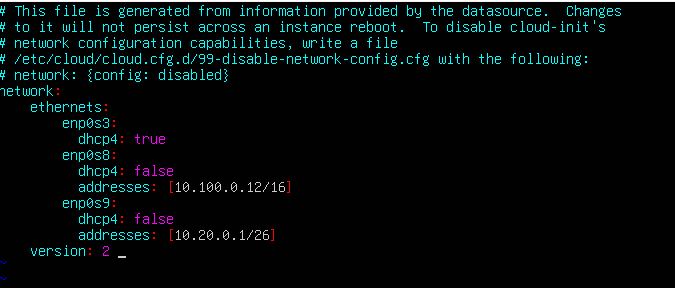 # This file is generated from information provided by the datasource.  Changes
# to it will not persist across an instance reboot.  To disable cloud-init's
# network configuration capabilities, write a file
# /etc/cloud/cloud.cfg.d/99-disable-network-config.cfg with the following:
# network: {config: disabled}
network:
    ethernets:
        enp0s3:
          dhcp4: true
        enp0s8:
          dhcp4: false
          addresses: [10.100.0.12/16]
        enp0s9:
          dhcp4: false
          addresses: [10.20.0.1/26]
    version: 2
~
~